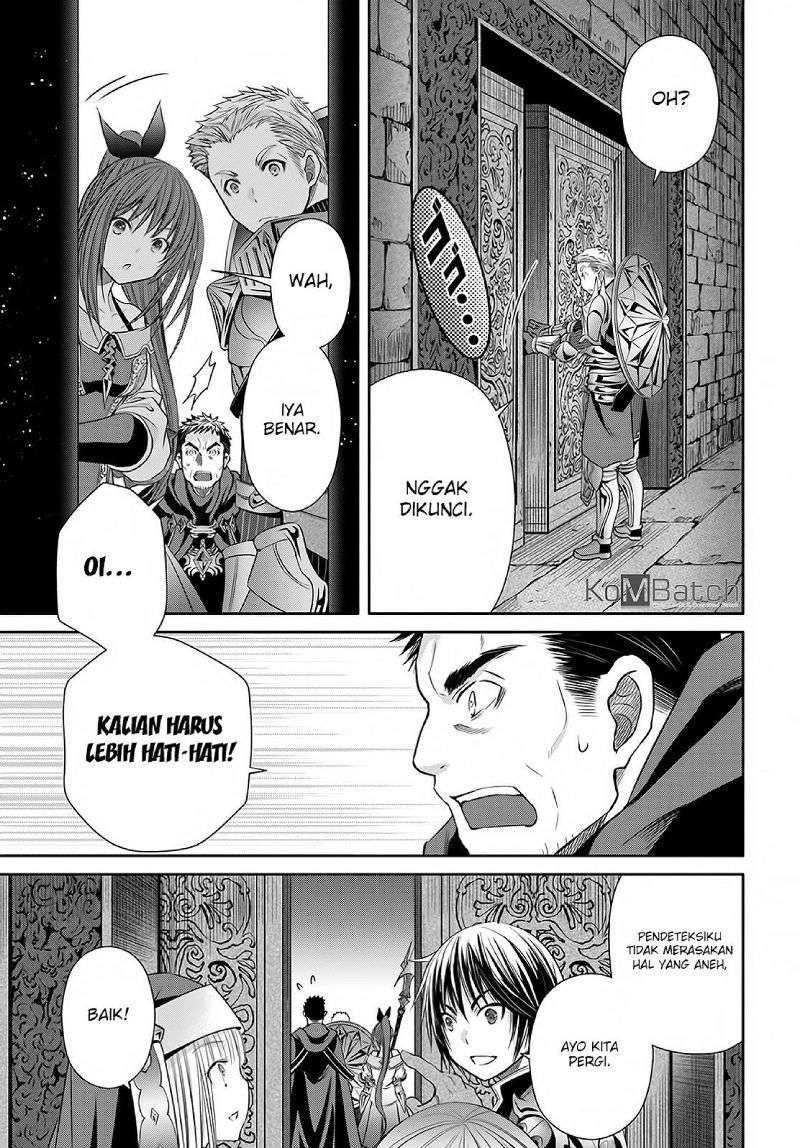 OH?
NGGAK
DIKUNCI.
KoMBatch
WAH,
IYA
BENAR.
OI...
KALIAN HARUS
LEBIH HATI-HATI!
PENDETEKSIKU
TIDAK MERASAKAN
HAL YANG ANEH,
AYO KITA
PERGI.
BAIK!